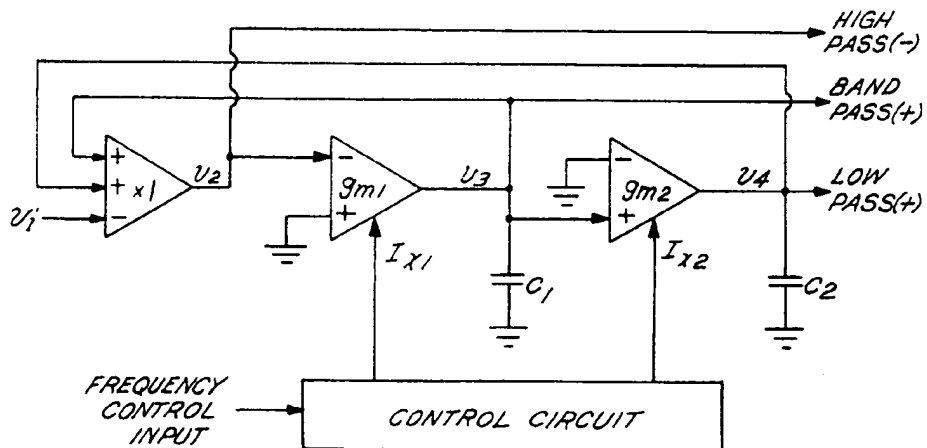 HIGH
PASS(-)
BAND
PASS(+)
+
+
x1
-
v2
vi
-
gm1
+
v3
-
gm2
+
v4
LOW
PASS(+)
Ix1
Ix2
C1
C2
FREQUENCY
CONTROL
INPUT
CONTROL CIRCUIT